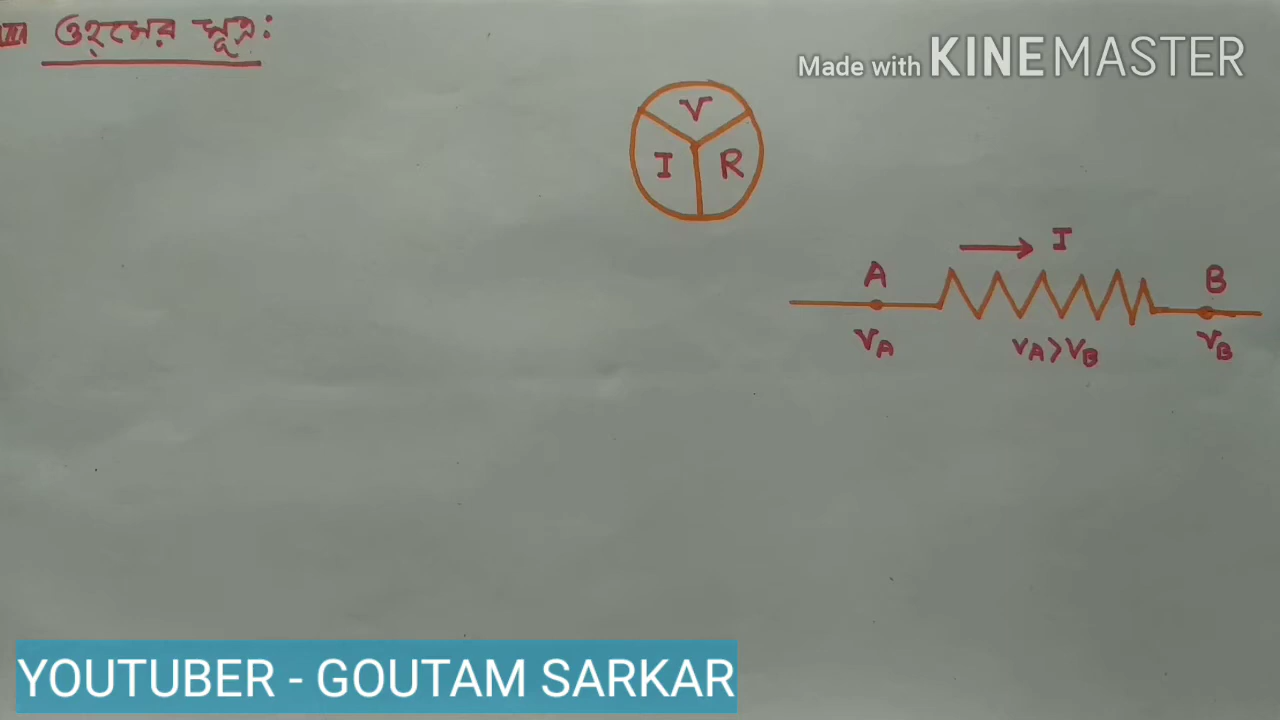 ওহমের সূত্র:
Made with KINEMASTER
V
I R
I
A B
VA VB
VA>VB
YOUTUBER - GOUTAM SARKAR